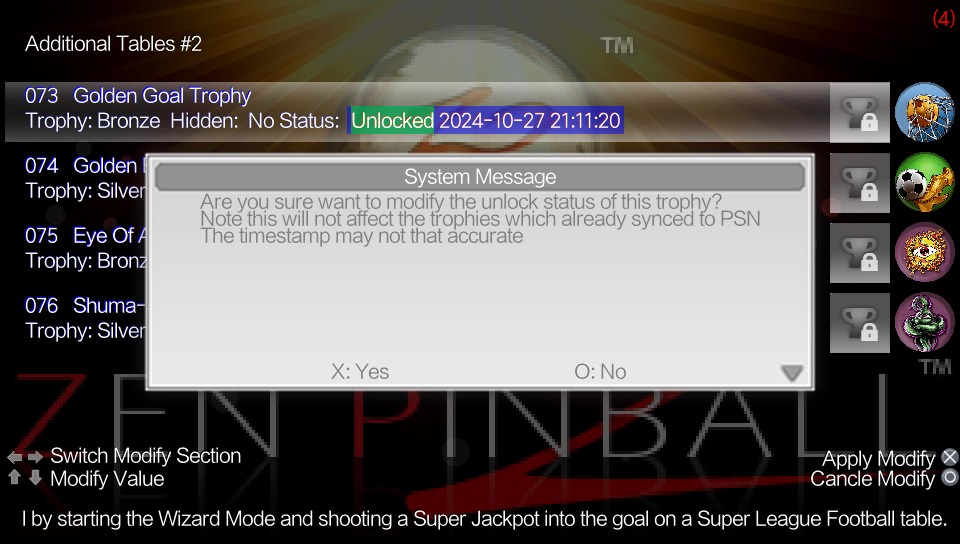 (4)
Additional Tables #2
TM
073 Golden Goal Trophy
Trophy: Bronze Hidden: No Status: Unlocked 2024-10-27 21:11:20
074 Golden
Trophy: Silver
System Message
Are you sure want to modify the unlock status of this trophy?
Note this will not affect the trophies which already synced to PSN
The timestamp may not that accurate
075 Eye Of
Trophy: Bronz
076 Shuma-
Trophy: Silver
X: Yes
O: No
TM
ZEN PINBALL
2
Switch Modify Section
Modify Value
Apply Modify
Cancle Modify
l by starting the Wizard Mode and shooting a Super Jackpot into the goal on a Super League Football table.